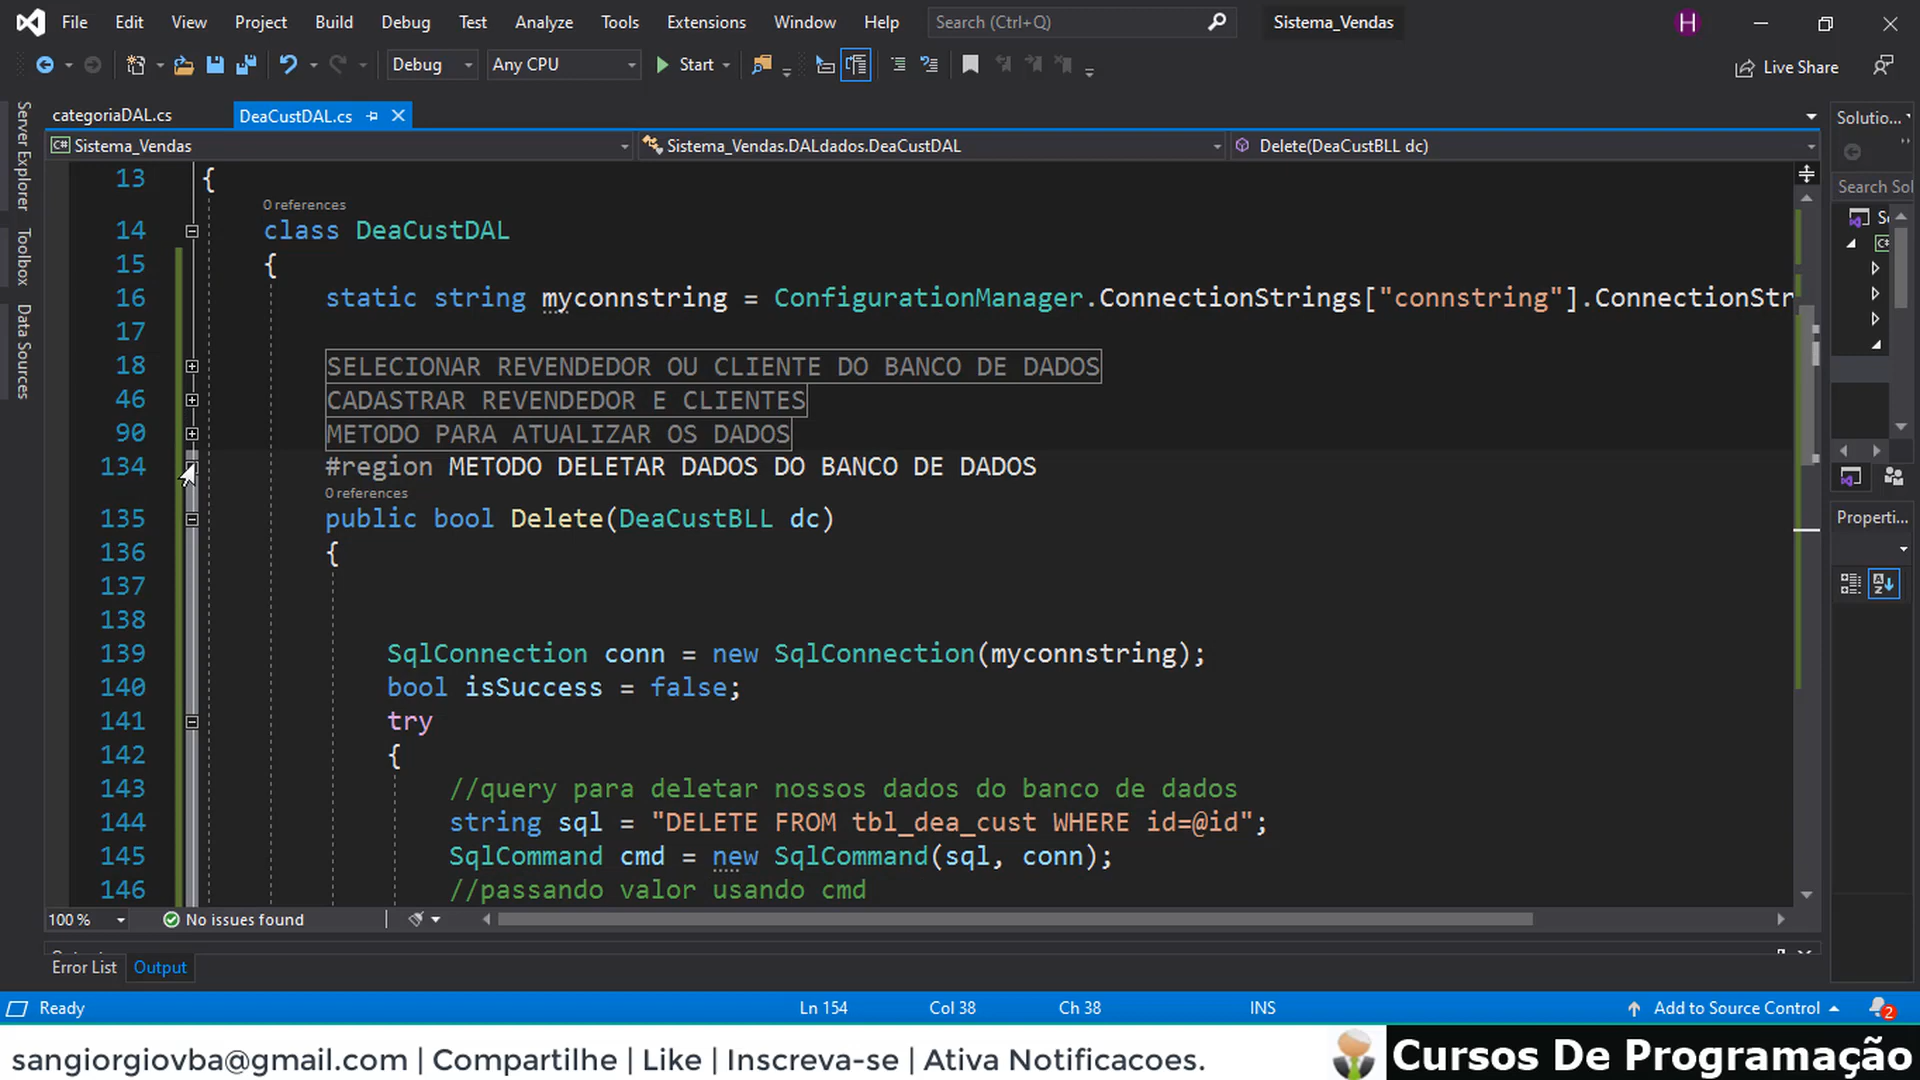 File Edit View Project Build Debug Test Analyze Tools Extensions Window Help Search (Ctrl+Q) Sistema_Vendas H
Debug Any CPU Start Live Share
Server Explorer
Toolbox
Data Sources
categoriaDAL.cs DeaCustDAL.cs
Sistema_Vendas Sistema_Vendas.DALdados.DeaCustDAL Delete(DeaCustBLL dc)
13 {
0 references
14 class DeaCustDAL
15 {
16 static string myconnstring = ConfigurationManager.ConnectionStrings["connstring"].ConnectionStr
17
18 SELECIONAR REVENDEDOR OU CLIENTE DO BANCO DE DADOS
46 CADASTRAR REVENDEDOR E CLIENTES
90 METODO PARA ATUALIZAR OS DADOS
134 #region METODO DELETAR DADOS DO BANCO DE DADOS
0 references
135 public bool Delete(DeaCustBLL dc)
136 {
137
138
139 SqlConnection conn = new SqlConnection(myconnstring);
140 bool isSuccess = false;
141 try
142 {
143 //query para deletar nossos dados do banco de dados
144 string sql = "DELETE FROM tbl_dea_cust WHERE id=@id";
145 SqlCommand cmd = new SqlCommand(sql, conn);
146 //passando valor usando cmd
100 % No issues found
Error List Output
Solutio...
Search Sol
Properti...
Ready Ln 154 Col 38 Ch 38 INS Add to Source Control 2
sangiorgiovba@gmail.com | Compartilhe | Like | Inscreva-se | Ativa Notificacoes.
Cursos De Programação